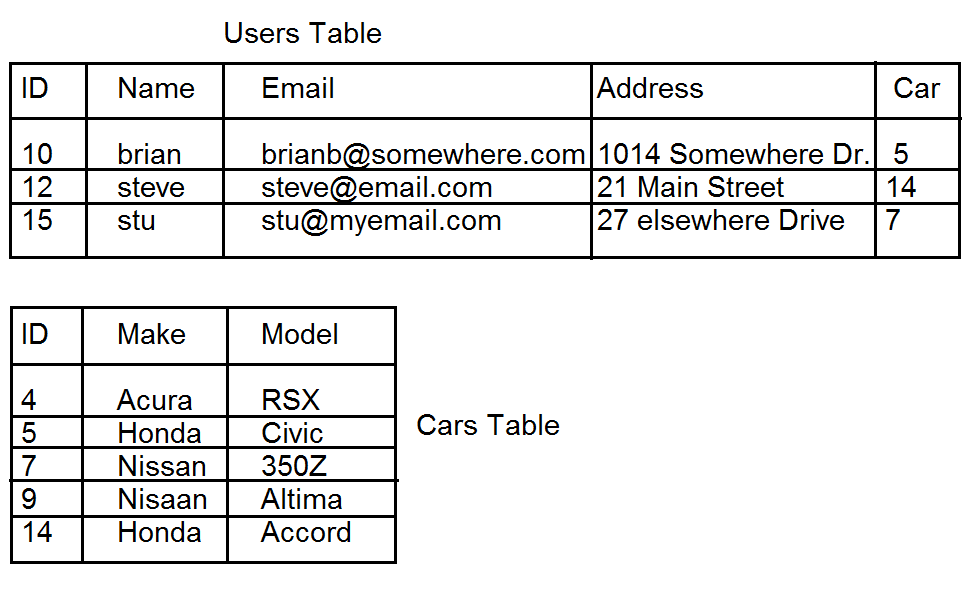 Users Table
ID Name Email Address Car
10 brian brianb@somewhere.com 1014 Somewhere Dr. 5
12 steve steve@email.com 21 Main Street 14
15 stu stu@myemail.com 27 elsewhere Drive 7
ID Make Model
4 Acura RSX
Cars Table
5 Honda Civic
7 Nissan 350Z
9 Nisaan Altima
14 Honda Accord